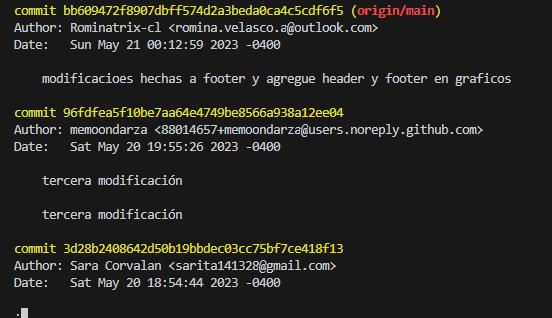 commit bb609472f8907dbff574d2a3beda0ca4c5cdf6f5 (origin/main)
Author: Rominatrix-cl <romina.velasco.a@outlook.com>
Date:   Sun May 21 00:12:59 2023 -0400
modificacioes hechas a footer y agregue header y footer en graficos
commit 96fdfea5f10be7aa64e4749be8566a938a12ee04
Author: memoondarza <88014657+memoondarza@users.noreply.github.com>
Date:   Sat May 20 19:55:26 2023 -0400
tercera modificación
tercera modificación
commit 3d28b2408642d50b19bbdec03cc75bf7ce418f13
Author: Sara Corvalan <sarita141328@gmail.com>
Date:   Sat May 20 18:54:44 2023 -0400
: